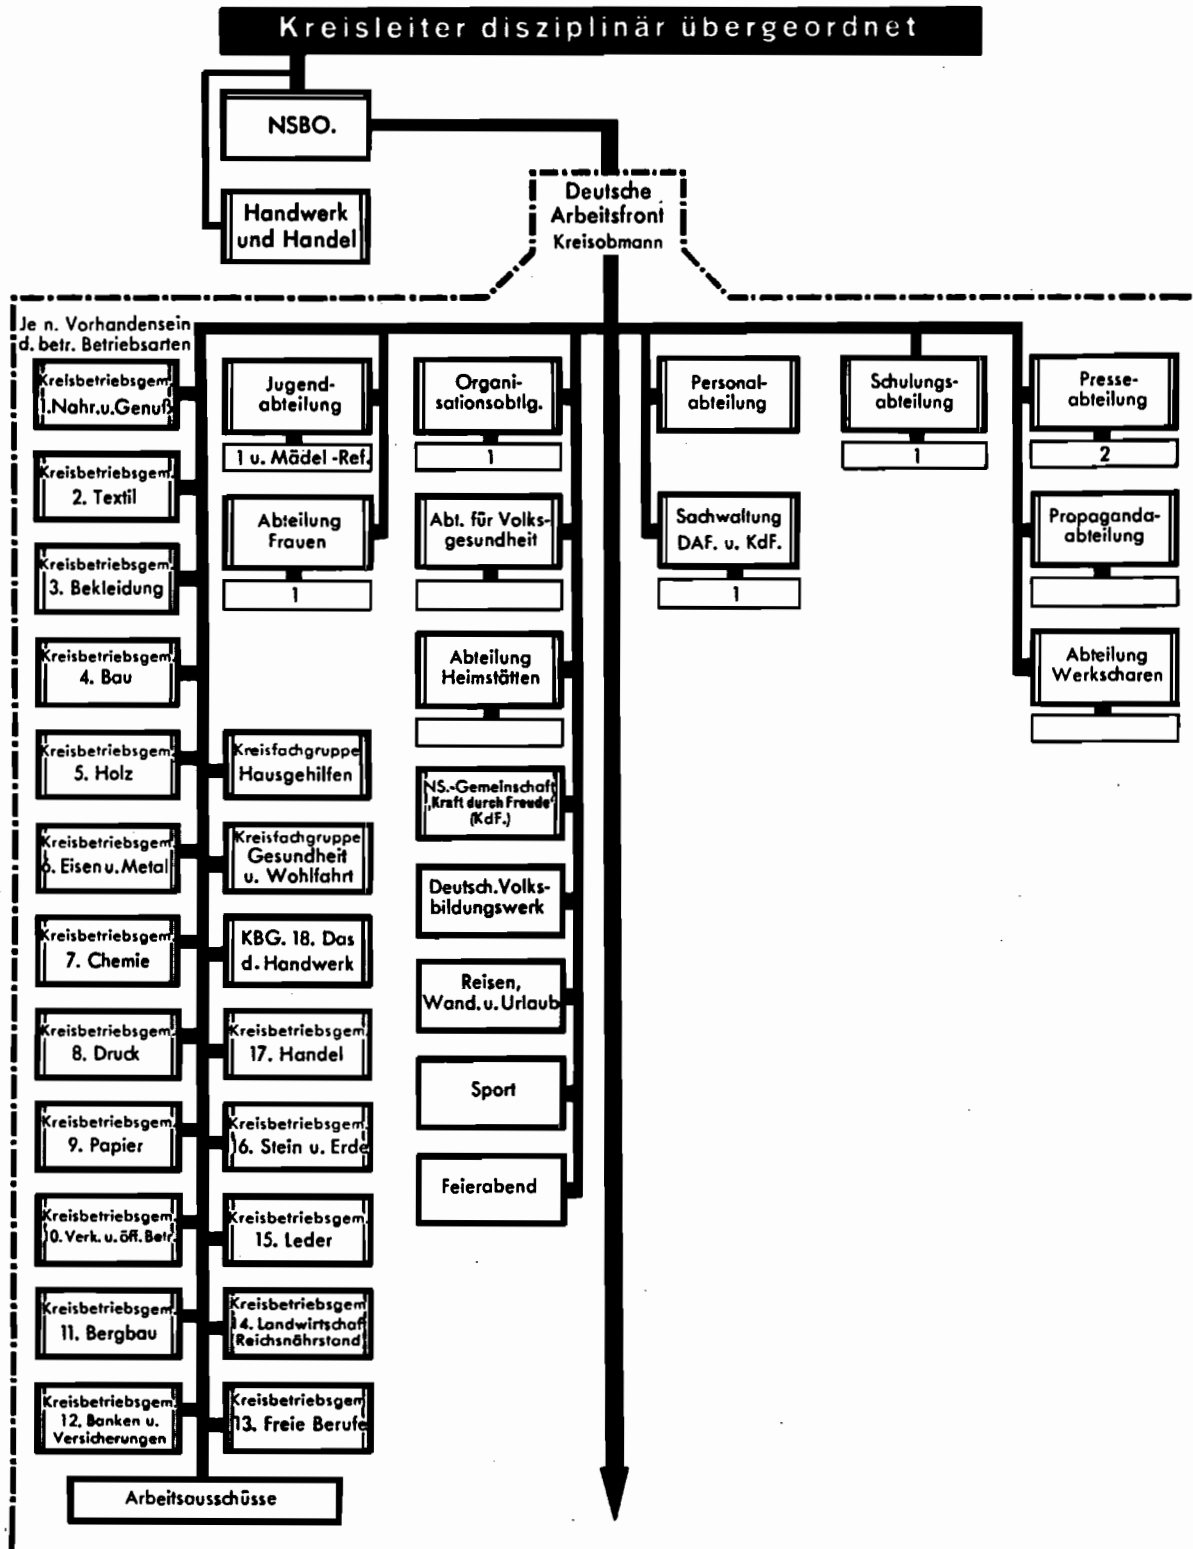 Kreisleiter disziplinär übergeordnet
NSBO.
Handwerk
und Handel
Deutsche
Arbeitsfront
Kreisobmann
Je n. Vorhandensein
d. betr. Betriebsarten
Kreisbetriebsgem.
1. Nahr. u. Genuß
Kreisbetriebsgem.
2. Textil
Kreisbetriebsgem.
3. Bekleidung
Kreisbetriebsgem.
4. Bau
Kreisbetriebsgem.
5. Holz
Kreisbetriebsgem.
6. Eisen u. Metal
Kreisbetriebsgem.
7. Chemie
Kreisbetriebsgem.
8. Druck
Kreisbetriebsgem.
9. Papier
Kreisbetriebsgem.
10. Verk. u. öff. Betr.
Kreisbetriebsgem.
11. Bergbau
Kreisbetriebsgem.
12. Banken u.
Versicherungen
Arbeitsausschüsse
Jugend-
abteilung
1 u. Mädel-Ref.
Abteilung
Frauen
1
Kreisfachgruppe
Hausgehilfen
Kreisfachgruppe
Gesundheit
u. Wohlfahrt
KBG. 18. Das
d. Handwerk
Kreisbetriebsgem.
17. Handel
Kreisbetriebsgem.
16. Stein u. Erde
Kreisbetriebsgem.
15. Leder
Kreisbetriebsgem
14. Landwirtschaf
Reichsnährstand
Kreisbetriebsgem
13. Freie Berufe
Organi-
sationsabtlg.
1
Abt. für Volks-
gesundheit
Abteilung
Heimstätten
NS.-Gemeinschaft
„Kraft durch Freude“
(KdF.)
Deutsch. Volks-
bildungswerk
Reisen,
Wand. u. Urlaub
Sport
Feierabend
Personal-
abteilung
Sachwaltung
DAF. u. KdF.
1
Schulungs-
abteilung
1
Presse-
abteilung
2
Propaganda-
abteilung
Abteilung
Werkscharen